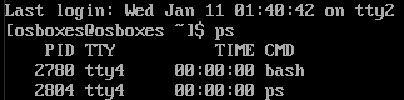 Last login: Wed Jan 11 01:40:42 on tty2
[osboxes@osboxes ~]$ ps
PID TTY TIME CMD
2780 tty4 00:00:00 bash
2804 tty4 00:00:00 ps